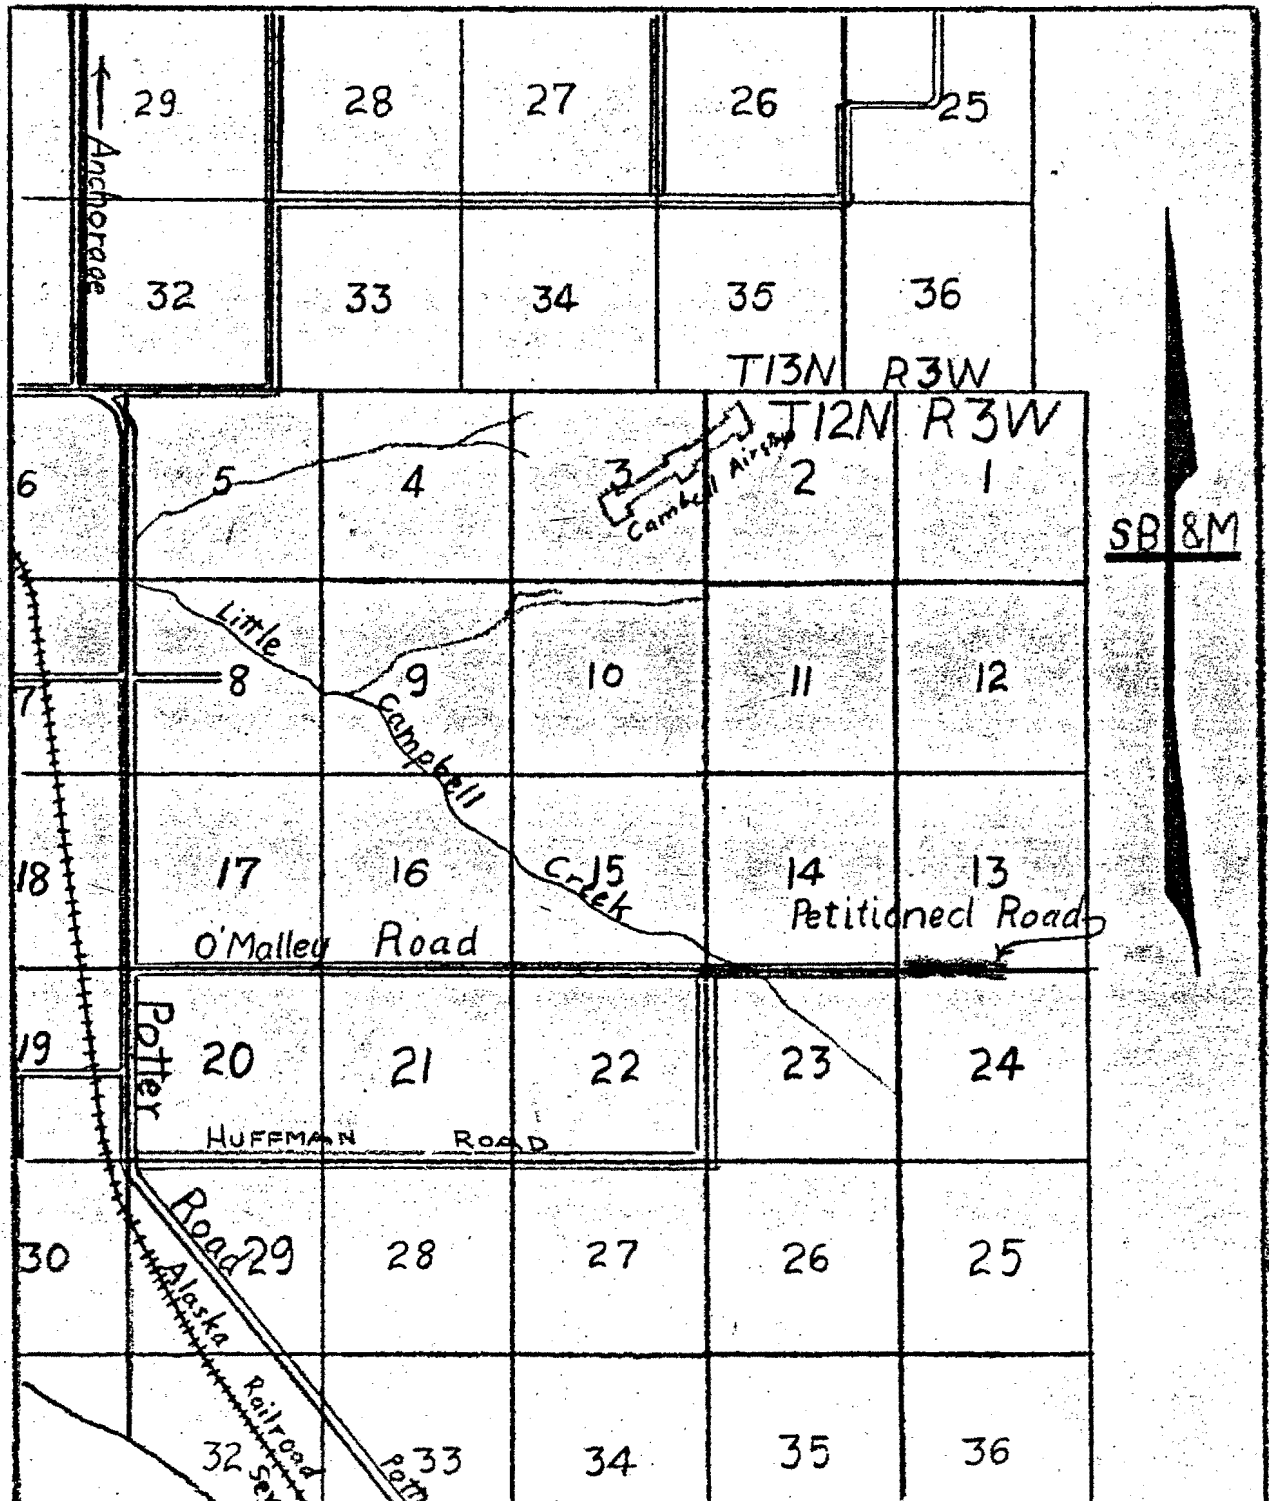 29 28 27 26 25
← Anchorage
32 33 34 35 36
T13N R3W
T12N R3W
6 5 4 3 2 1
Cambell Airstrip
SB&M
Little
7 8 9 10 11 12
Campbell
18 17 16 15 14 13
Creek
Petitioned Road
O'Malley Road
19 20 21 22 23 24
Potter
HUFFMAN ROAD
Road
30 29 28 27 26 25
Alaska
Railroad
32 33 34 35 36